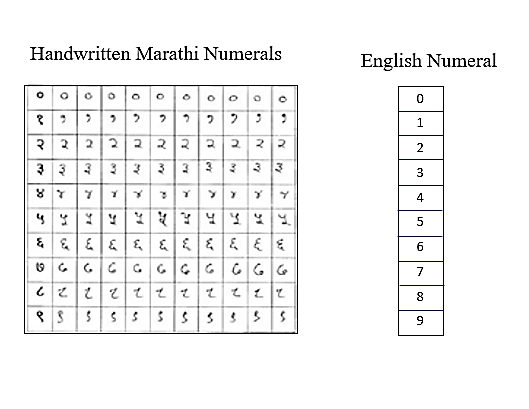 Handwritten Marathi Numerals
० ० ० ० ० ० ० ० ० ० ०
१ १ १ १ १ १ १ १ १ १ १
२ २ २ २ २ २ २ २ २ २ २
३ ३ ३ ३ ३ ३ ३ ३ ३ ३ ३
४ ४ ४ ४ ४ ४ ४ ४ ४ ४ ४
५ ५ ५ ५ ५ ५ ५ ५ ५ ५ ५
६ ६ ६ ६ ६ ६ ६ ६ ६ ६ ६
७ ७ ७ ७ ७ ७ ७ ७ ७ ७ ७
८ ८ ८ ८ ८ ८ ८ ८ ८ ८ ८
९ ९ ९ ९ ९ ९ ९ ९ ९ ९ ९
English Numeral
0
1
2
3
4
5
6
7
8
9